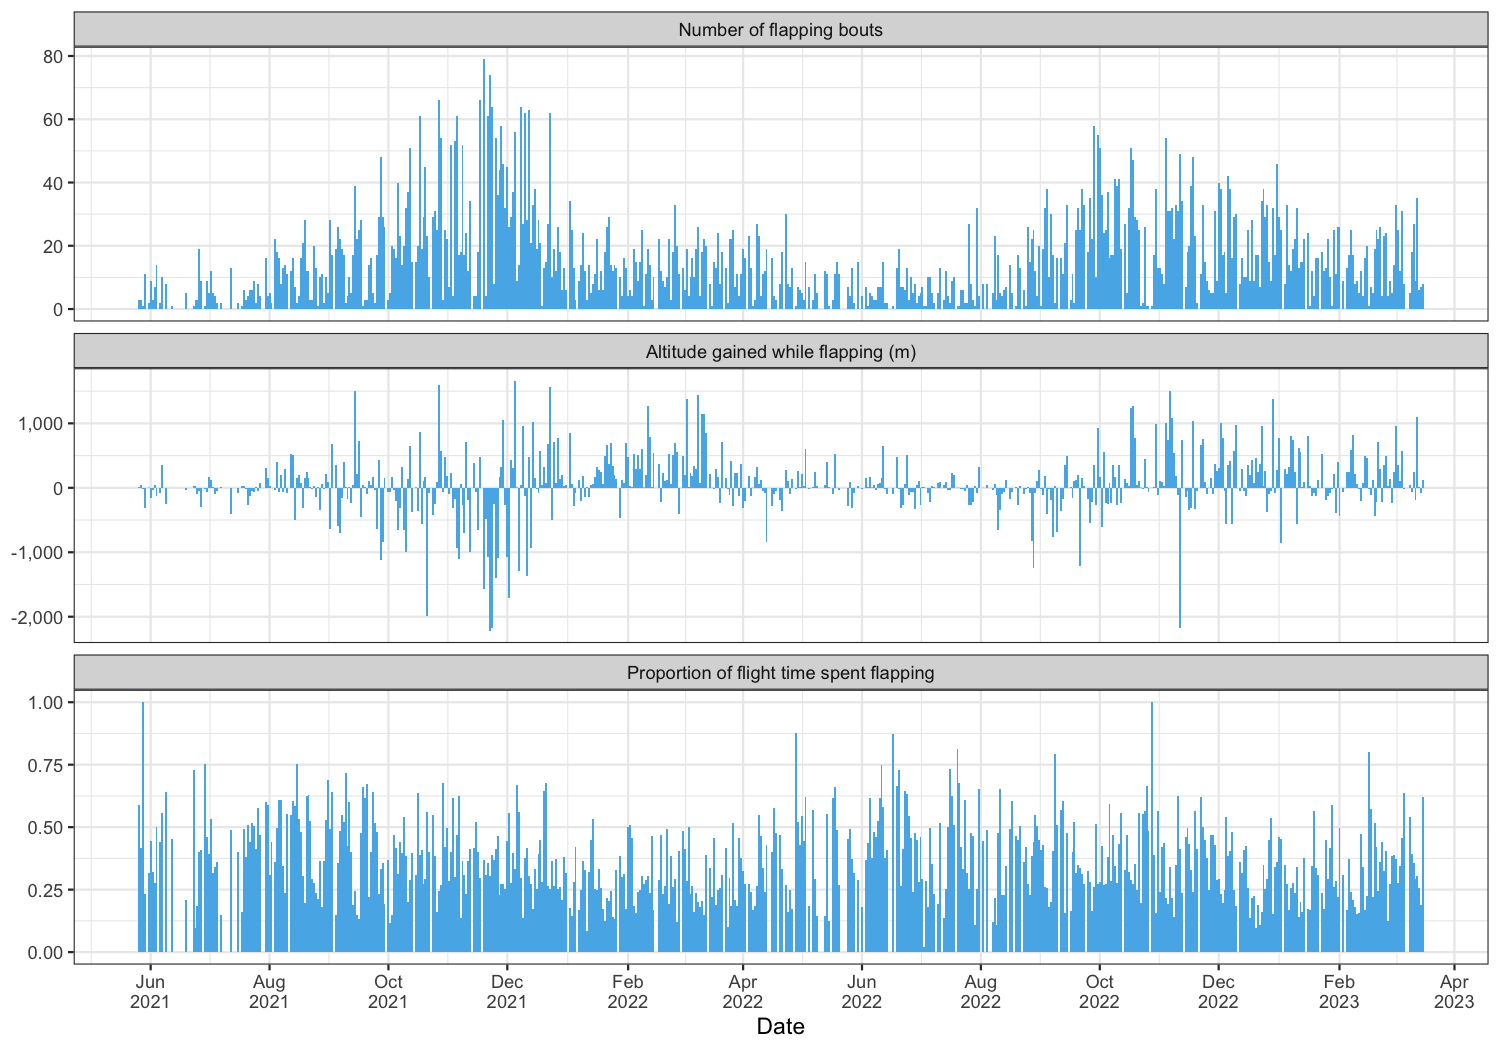 Number of flapping bouts
80
60
40
20
0
Altitude gained while flapping (m)
1,000
0
-1,000
-2,000
Proportion of flight time spent flapping
1.00
0.75
0.50
0.25
0.00
Jun Aug Oct Dec Feb Apr Jun Aug Oct Dec Feb Apr
2021 2021 2021 2021 2022 2022 2022 2022 2022 2022 2023 2023
Date